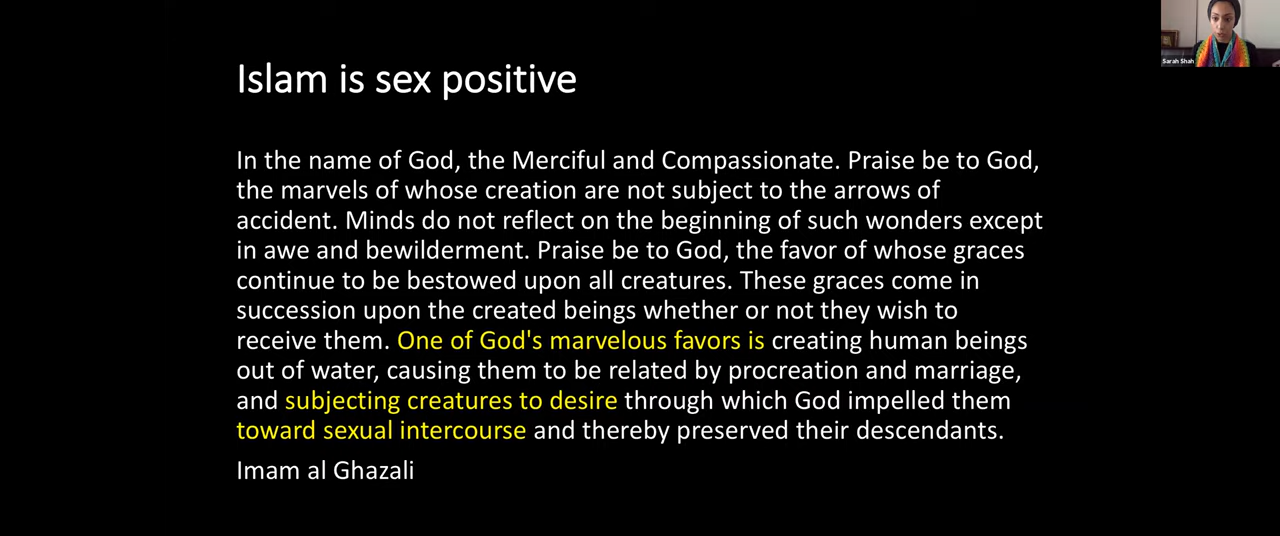 Islam is sex positive
Sarah Shah
In the name of God, the Merciful and Compassionate. Praise be to God,
the marvels of whose creation are not subject to the arrows of
accident. Minds do not reflect on the beginning of such wonders except
in awe and bewilderment. Praise be to God, the favor of whose graces
continue to be bestowed upon all creatures. These graces come in
succession upon the created beings whether or not they wish to
receive them. One of God's marvelous favors is creating human beings
out of water, causing them to be related by procreation and marriage,
and subjecting creatures to desire through which God impelled them
toward sexual intercourse and thereby preserved their descendants.
Imam al Ghazali